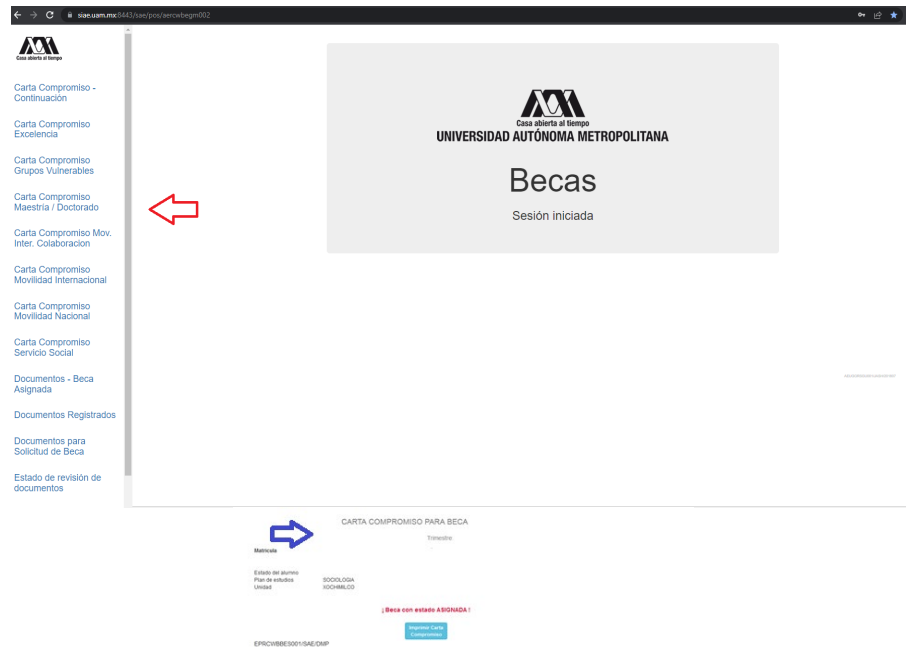 siae.uam.mx:8443/sae/pos/aercwbegm002
Casa abierta al tiempo
Carta Compromiso -
Continuación
Carta Compromiso
Excelencia
Carta Compromiso
Grupos Vulnerables
Carta Compromiso
Maestría / Doctorado
Carta Compromiso Mov.
Inter. Colaboracion
Carta Compromiso
Movilidad Internacional
Carta Compromiso
Movilidad Nacional
Carta Compromiso
Servicio Social
Documentos - Beca
Asignada
Documentos Registrados
Documentos para
Solicitud de Beca
Estado de revisión de
documentos
Casa abierta al tiempo
UNIVERSIDAD AUTÓNOMA METROPOLITANA
Becas
Sesión iniciada
CARTA COMPROMISO PARA BECA
Trimestre
Matricula
Estado del alumno
Plan de estudios SOCIOLOGIA
Unidad XOCHIMILCO
¡ Beca con estado ASIGNADA !
Imprimir Carta
Compromiso
EPRCWBBES001/SAE/DMP